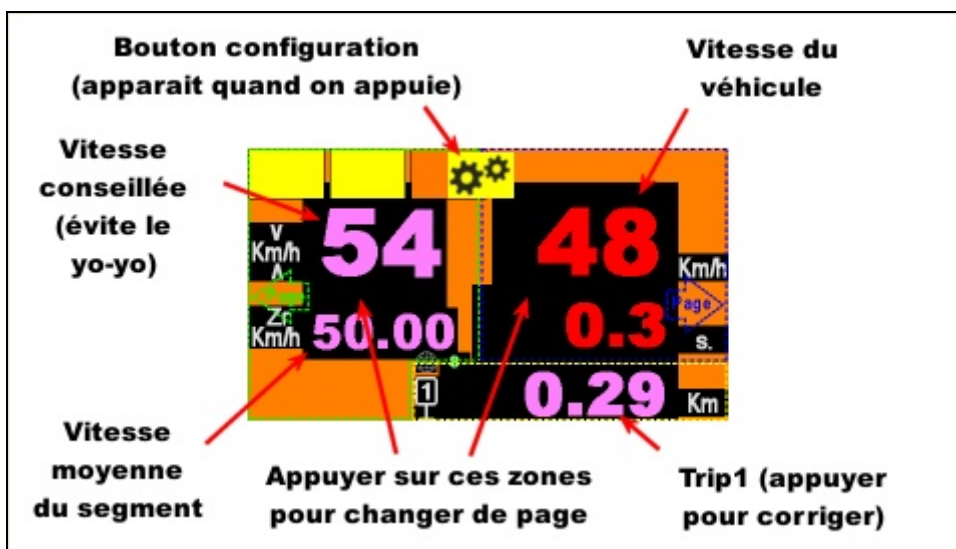 Bouton configuration
(apparait quand on appuie)
Vitesse du
véhicule
Vitesse
conseillée
(évite le
yo-yo)
V
Km/h
54
48
Km/h
Page
Zr
Km/h
50.00
0.3
s.
8
1
0.29
Km
Vitesse
moyenne
du segment
Appuyer sur ces zones
pour changer de page
Trip1 (appuyer
pour corriger)